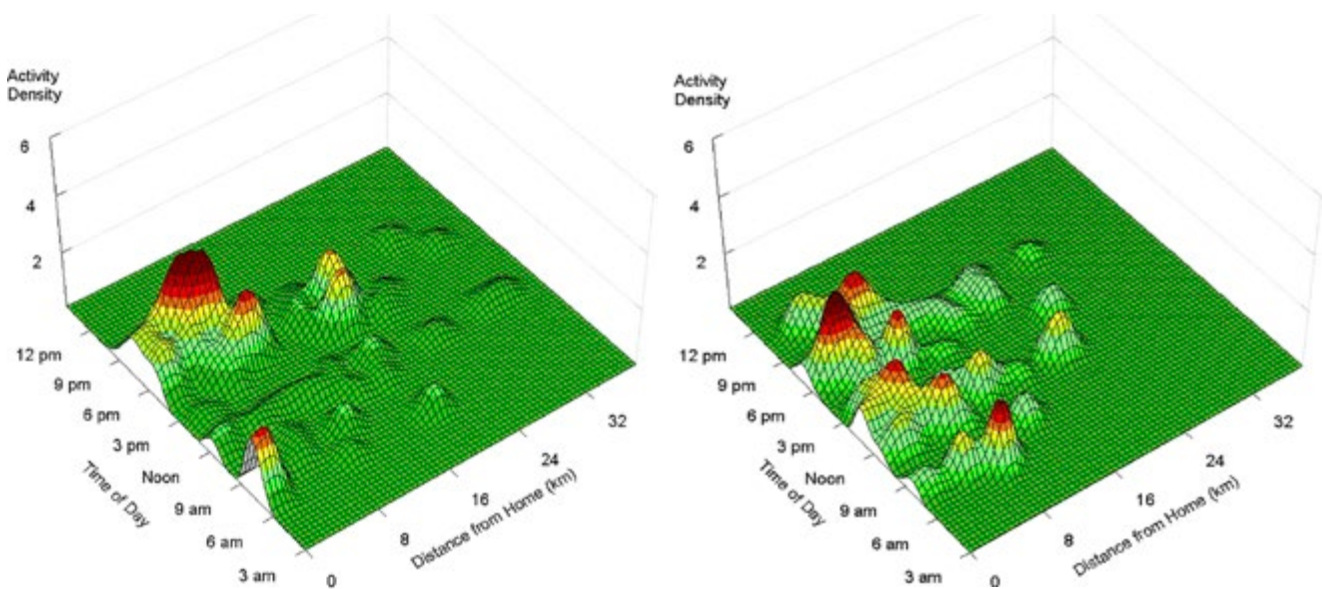 Activity
Density
6
4
2
12 pm
9 pm
6 pm
3 pm
Noon
9 am
6 am
3 am
Time of Day
0
8
16
24
32
Distance from Home (km)
Activity
Density
6
4
2
12 pm
9 pm
6 pm
3 pm
Noon
9 am
6 am
3 am
Time of Day
0
8
16
24
32
Distance from Home (km)